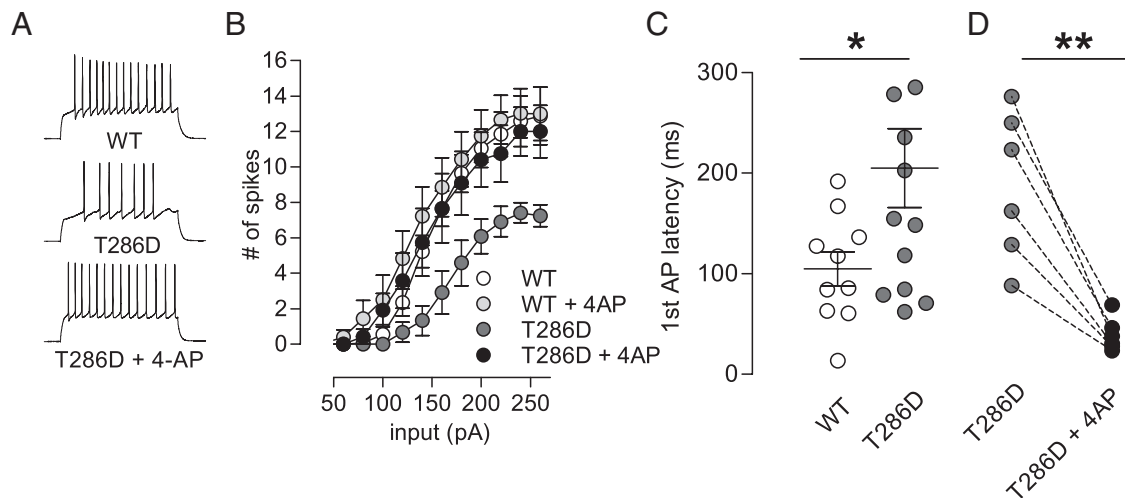 A
WT
T286D
T286D + 4-AP
B
# of spikes
16
14
12
10
8
6
4
2
0
50 100 150 200 250
input (pA)
WT
WT + 4AP
T286D
T286D + 4AP
C
*
1st AP latency (ms)
300
200
100
0
WT
T286D
D
**
T286D
T286D + 4AP